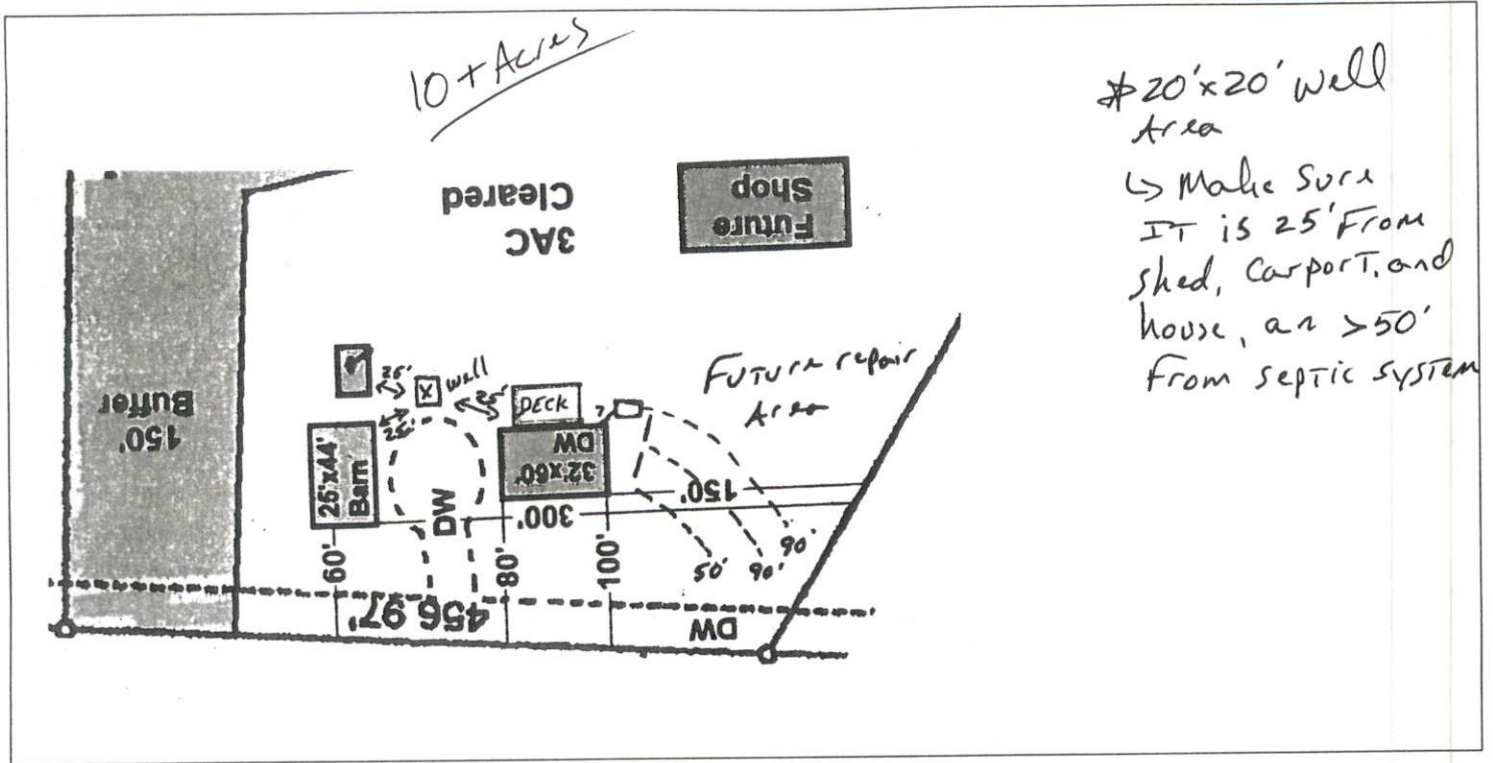 10+ Acres
#20'x20' well
Area
↳ Make Sure
IT is 25' From
shed, CarporT, and
house, an >50'
From sepTic sysTem
3AC
Cleared
Future
Shop
150'
Buffer
25'
well
25'
25'
DECK
FuTure repair
Area
25'x44'
Barn
DW
32'x60'
DW
300'
150'
60'
80'
100'
50'
90'
90'
456.97'
DW